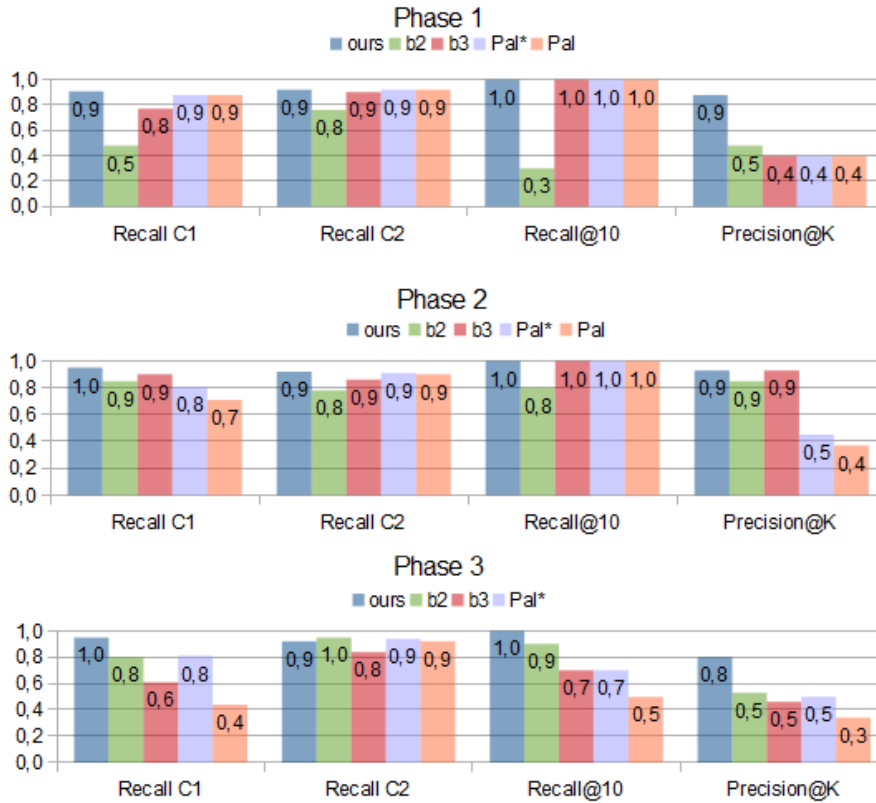 Phase 1
ours b2 b3 Pal* Pal
1,0
0,8
0,6
0,4
0,2
0,0
0,9 0,5 0,8 0,9 0,9
0,9 0,8 0,9 0,9 0,9
1,0 0,3 1,0 1,0 1,0
0,9 0,5 0,4 0,4 0,4
Recall C1 Recall C2 Recall@10 Precision@K
Phase 2
ours b2 b3 Pal* Pal
1,0
0,8
0,6
0,4
0,2
0,0
1,0 0,9 0,9 0,8 0,7
0,9 0,8 0,9 0,9 0,9
1,0 0,8 1,0 1,0 1,0
0,9 0,9 0,9 0,5 0,4
Recall C1 Recall C2 Recall@10 Precision@K
Phase 3
ours b2 b3 Pal*
1,0
0,8
0,6
0,4
0,2
0,0
1,0 0,8 0,6 0,8 0,4
0,9 1,0 0,8 0,9 0,9
1,0 0,9 0,7 0,7 0,5
0,8 0,5 0,5 0,5 0,3
Recall C1 Recall C2 Recall@10 Precision@K